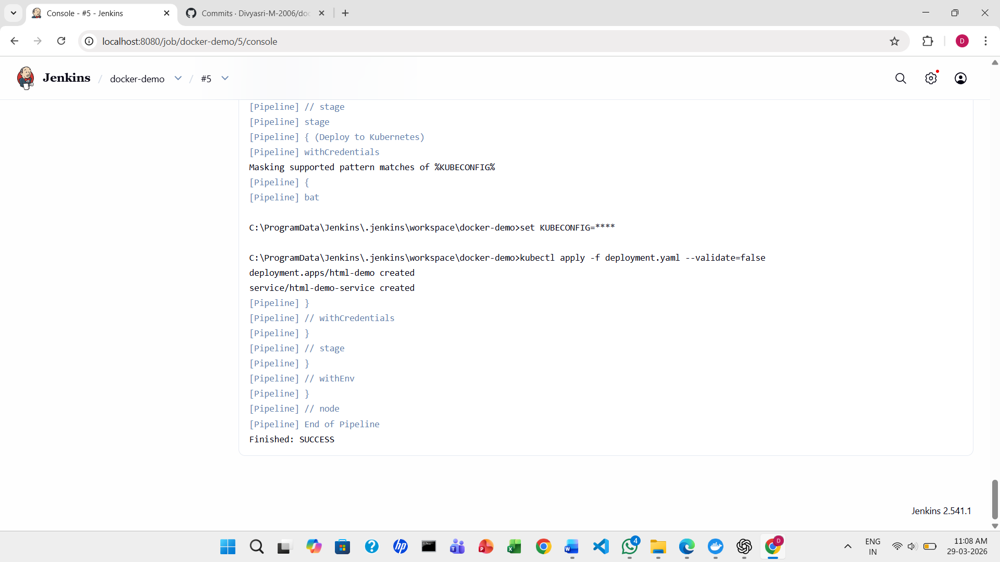 Console - #5 - Jenkins
Commits · Divyasri-M-2006/doc
localhost:8080/job/docker-demo/5/console
D
Jenkins / docker-demo / #5
[Pipeline] // stage
[Pipeline] stage
[Pipeline] { (Deploy to Kubernetes)
[Pipeline] withCredentials
Masking supported pattern matches of %KUBECONFIG%
[Pipeline] {
[Pipeline] bat
C:\ProgramData\Jenkins\.jenkins\workspace\docker-demo>set KUBECONFIG=****
C:\ProgramData\Jenkins\.jenkins\workspace\docker-demo>kubectl apply -f deployment.yaml --validate=false
deployment.apps/html-demo created
service/html-demo-service created
[Pipeline] }
[Pipeline] // withCredentials
[Pipeline] }
[Pipeline] // stage
[Pipeline] }
[Pipeline] // withEnv
[Pipeline] }
[Pipeline] // node
[Pipeline] End of Pipeline
Finished: SUCCESS
Jenkins 2.541.1
4
D
ENG
IN
11:08 AM
29-03-2026